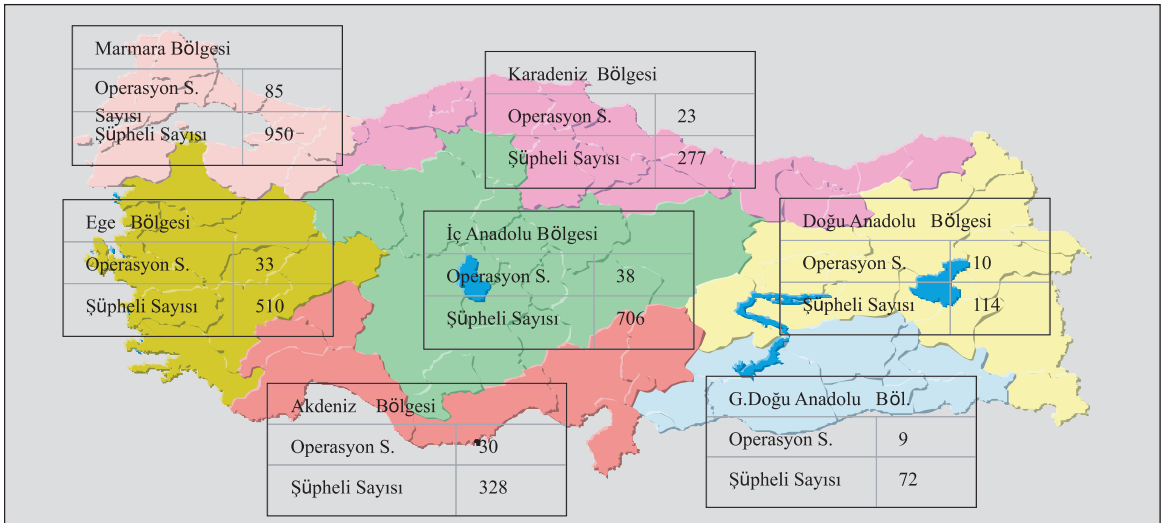 Marmara Bölgesi
Operasyon S. 85
Sayısı
Şüpheli Sayısı 950
Karadeniz Bölgesi
Operasyon S. 23
Şüpheli Sayısı 277
Ege Bölgesi
Operasyon S. 33
Şüpheli Sayısı 510
İç Anadolu Bölgesi
Operasyon S. 38
Şüpheli Sayısı 706
Doğu Anadolu Bölgesi
Operasyon S. 10
Şüpheli Sayısı 114
Akdeniz Bölgesi
Operasyon S. 30
Şüpheli Sayısı 328
G.Doğu Anadolu Böl.
Operasyon S. 9
Şüpheli Sayısı 72